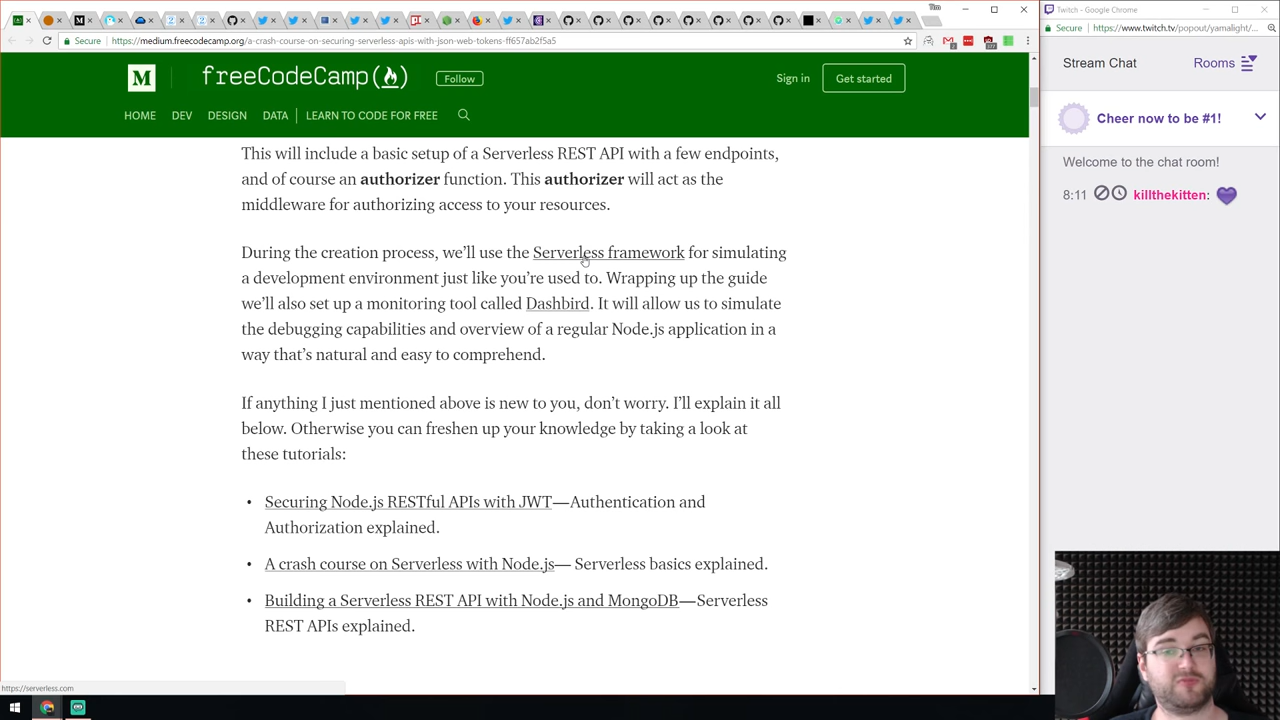 Tim
Secure
https://medium.freecodecamp.org/a-crash-course-on-securing-serverless-apis-with-json-web-tokens-ff657ab2f5a5
M
freeCodeCamp
Follow
Sign in
Get started
HOME DEV DESIGN DATA LEARN TO CODE FOR FREE
This will include a basic setup of a Serverless REST API with a few endpoints,
and of course an authorizer function. This authorizer will act as the
middleware for authorizing access to your resources.
During the creation process, we’ll use the Serverless framework for simulating
a development environment just like you’re used to. Wrapping up the guide
we’ll also set up a monitoring tool called Dashbird. It will allow us to simulate
the debugging capabilities and overview of a regular Node.js application in a
way that’s natural and easy to comprehend.
If anything I just mentioned above is new to you, don’t worry. I’ll explain it all
below. Otherwise you can freshen up your knowledge by taking a look at
these tutorials:
• Securing Node.js RESTful APIs with JWT—Authentication and
Authorization explained.
• A crash course on Serverless with Node.js— Serverless basics explained.
• Building a Serverless REST API with Node.js and MongoDB—Serverless
REST APIs explained.
https://serverless.com
Twitch - Google Chrome
Secure https://www.twitch.tv/popout/yamalight/...
Stream Chat
Rooms
Cheer now to be #1!
Welcome to the chat room!
8:11 killthekitten: